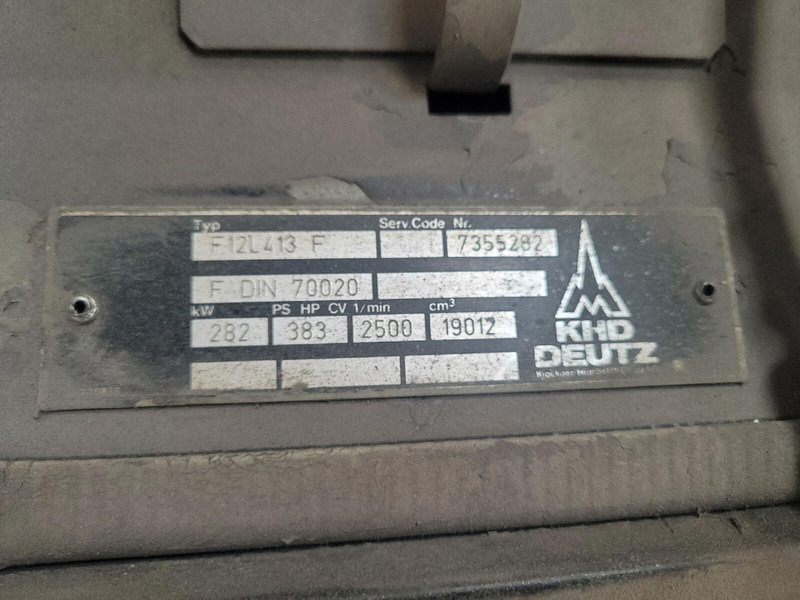 Typ Serv.Code Nr.
F12L413 F 7355282
F DIN 70020
kW PS HP CV 1/min cm³
282 383 2500 19012
KHD
DEUTZ